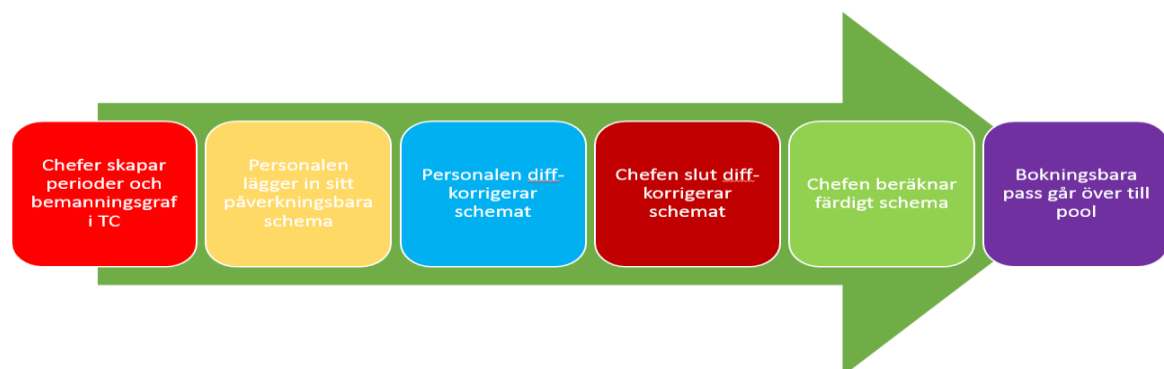 Chefer skapar
perioder och
bemanningsgraf
i TC
Personalen
lägger in sitt
påverkningsbara
schema
Personalen diff-
korrigerar
schemat
Chefen slut diff-
korrigerar
schemat
Chefen beräknar
färdigt schema
Bokningsbara
pass går över till
pool